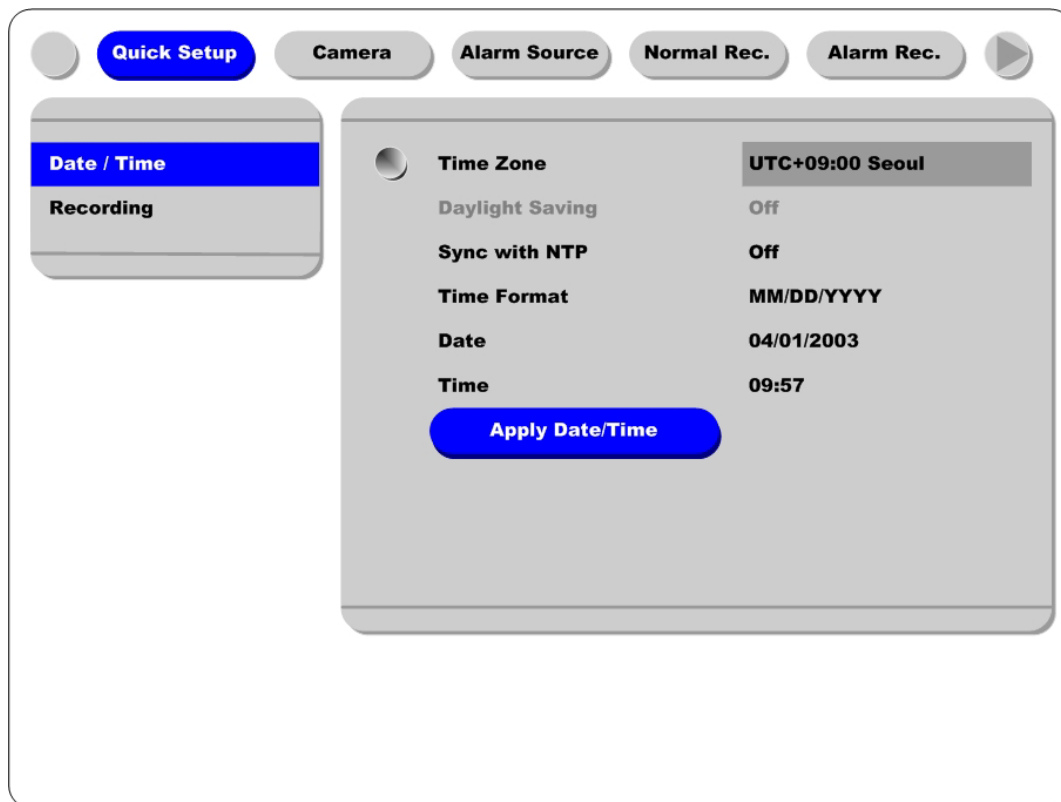 Quick Setup Camera Alarm Source Normal Rec. Alarm Rec.
Date / Time
Recording
Time Zone UTC+09:00 Seoul
Daylight Saving Off
Sync with NTP Off
Time Format MM/DD/YYYY
Date 04/01/2003
Time 09:57
Apply Date/Time